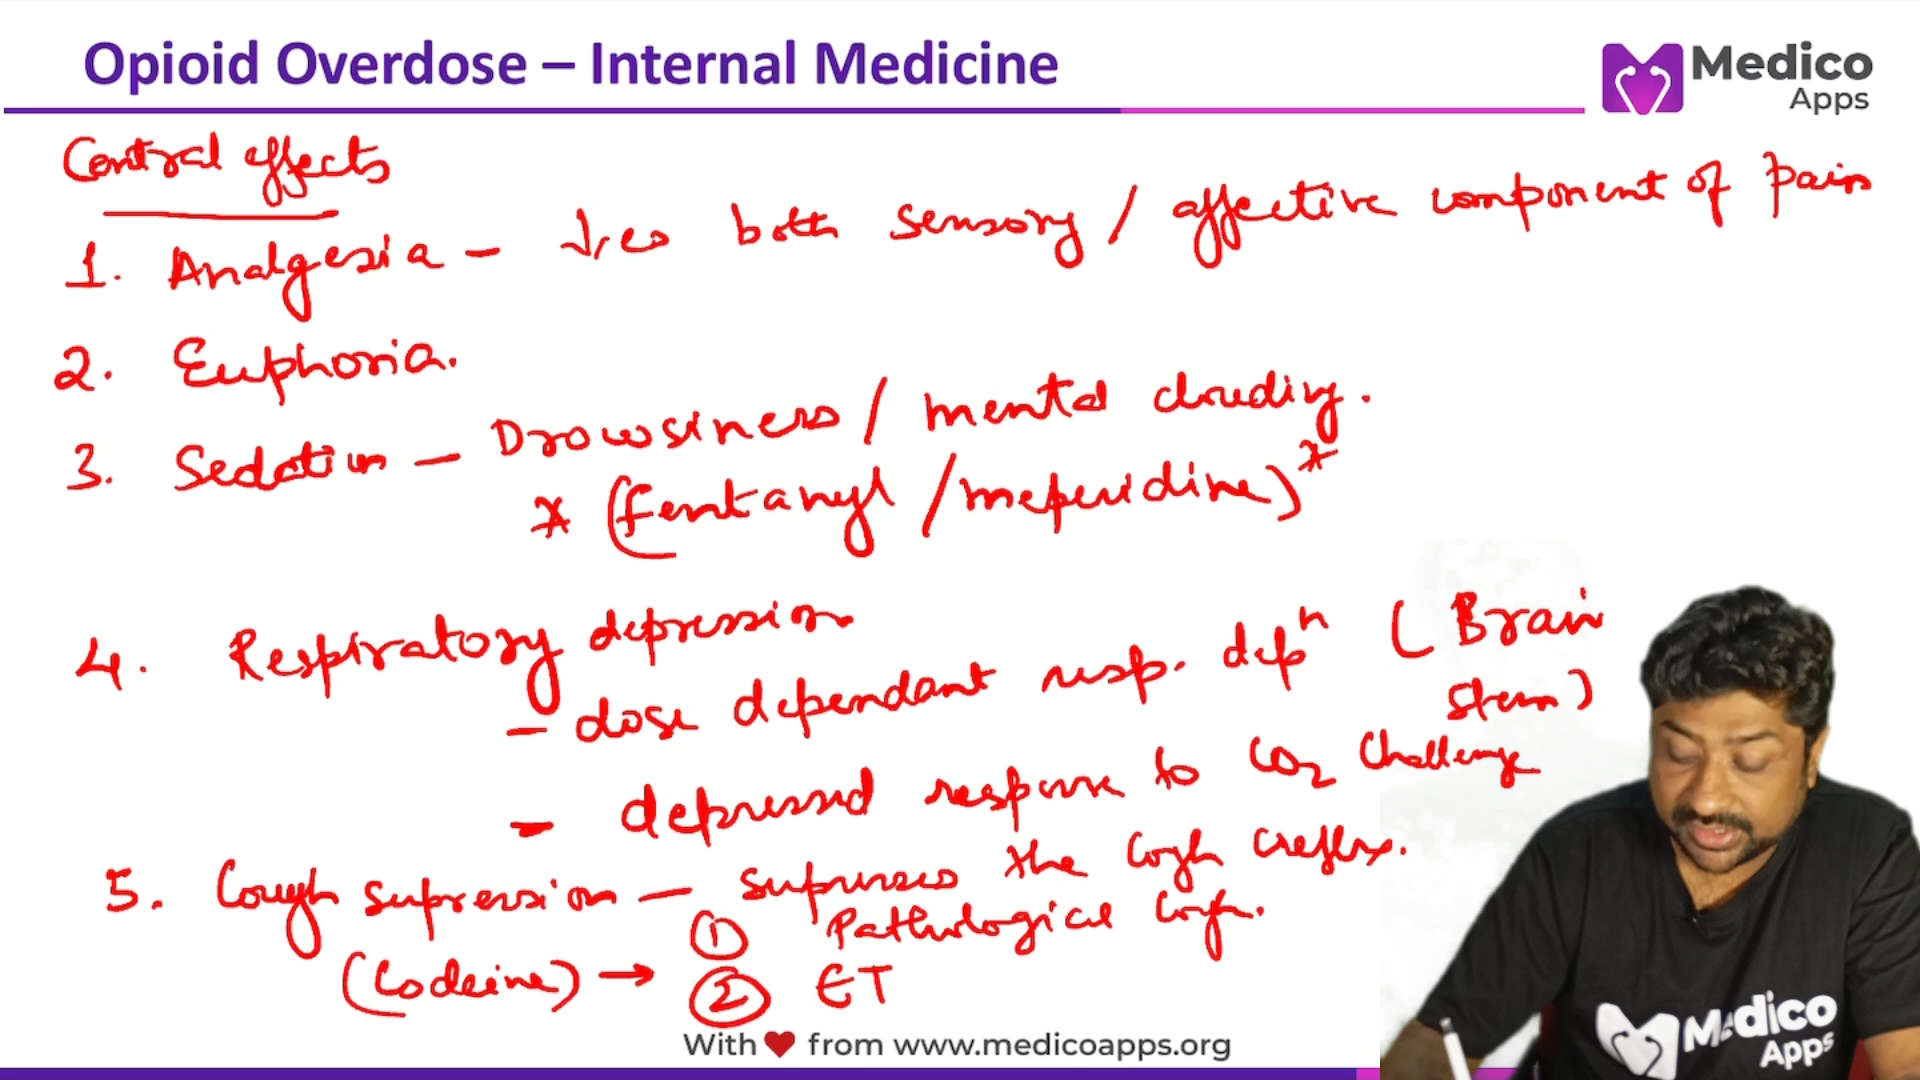 Opioid Overdose – Internal Medicine
Medico
Apps
Central effects
1. Analgesia - ↓es both sensory / affective component of pain
2. Euphoria.
3. Sedation - Drowsiness / mental clouding.
* (fentanyl / meperidine) *
4. Respiratory depression
- dose dependant resp. depⁿ (Brain
stem)
- depressed response to CO2 challenge
5. Cough supression - supresses the cough reflex.
(Codeine) → ① Pathological cough.
② ET
With ❤ from www.medicoapps.org
Medico
Apps